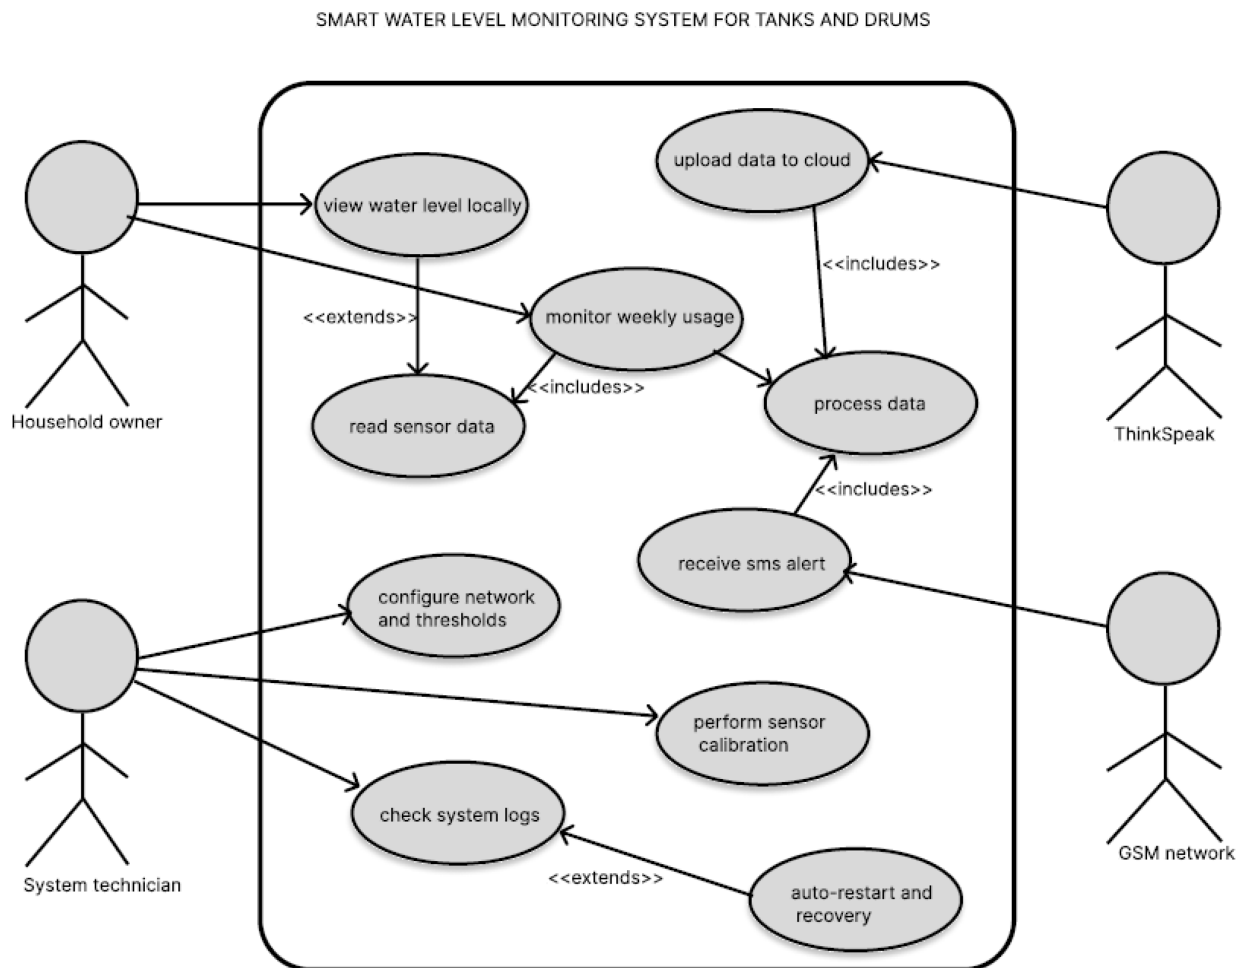 SMART WATER LEVEL MONITORING SYSTEM FOR TANKS AND DRUMS
upload data to cloud
view water level locally
<<includes>>
<<extends>>
monitor weekly usage
<<includes>>
process data
Household owner
read sensor data
ThinkSpeak
<<includes>>
receive sms alert
configure network
and thresholds
perform sensor
calibration
check system logs
GSM network
System technician
<<extends>>
auto-restart and
recovery